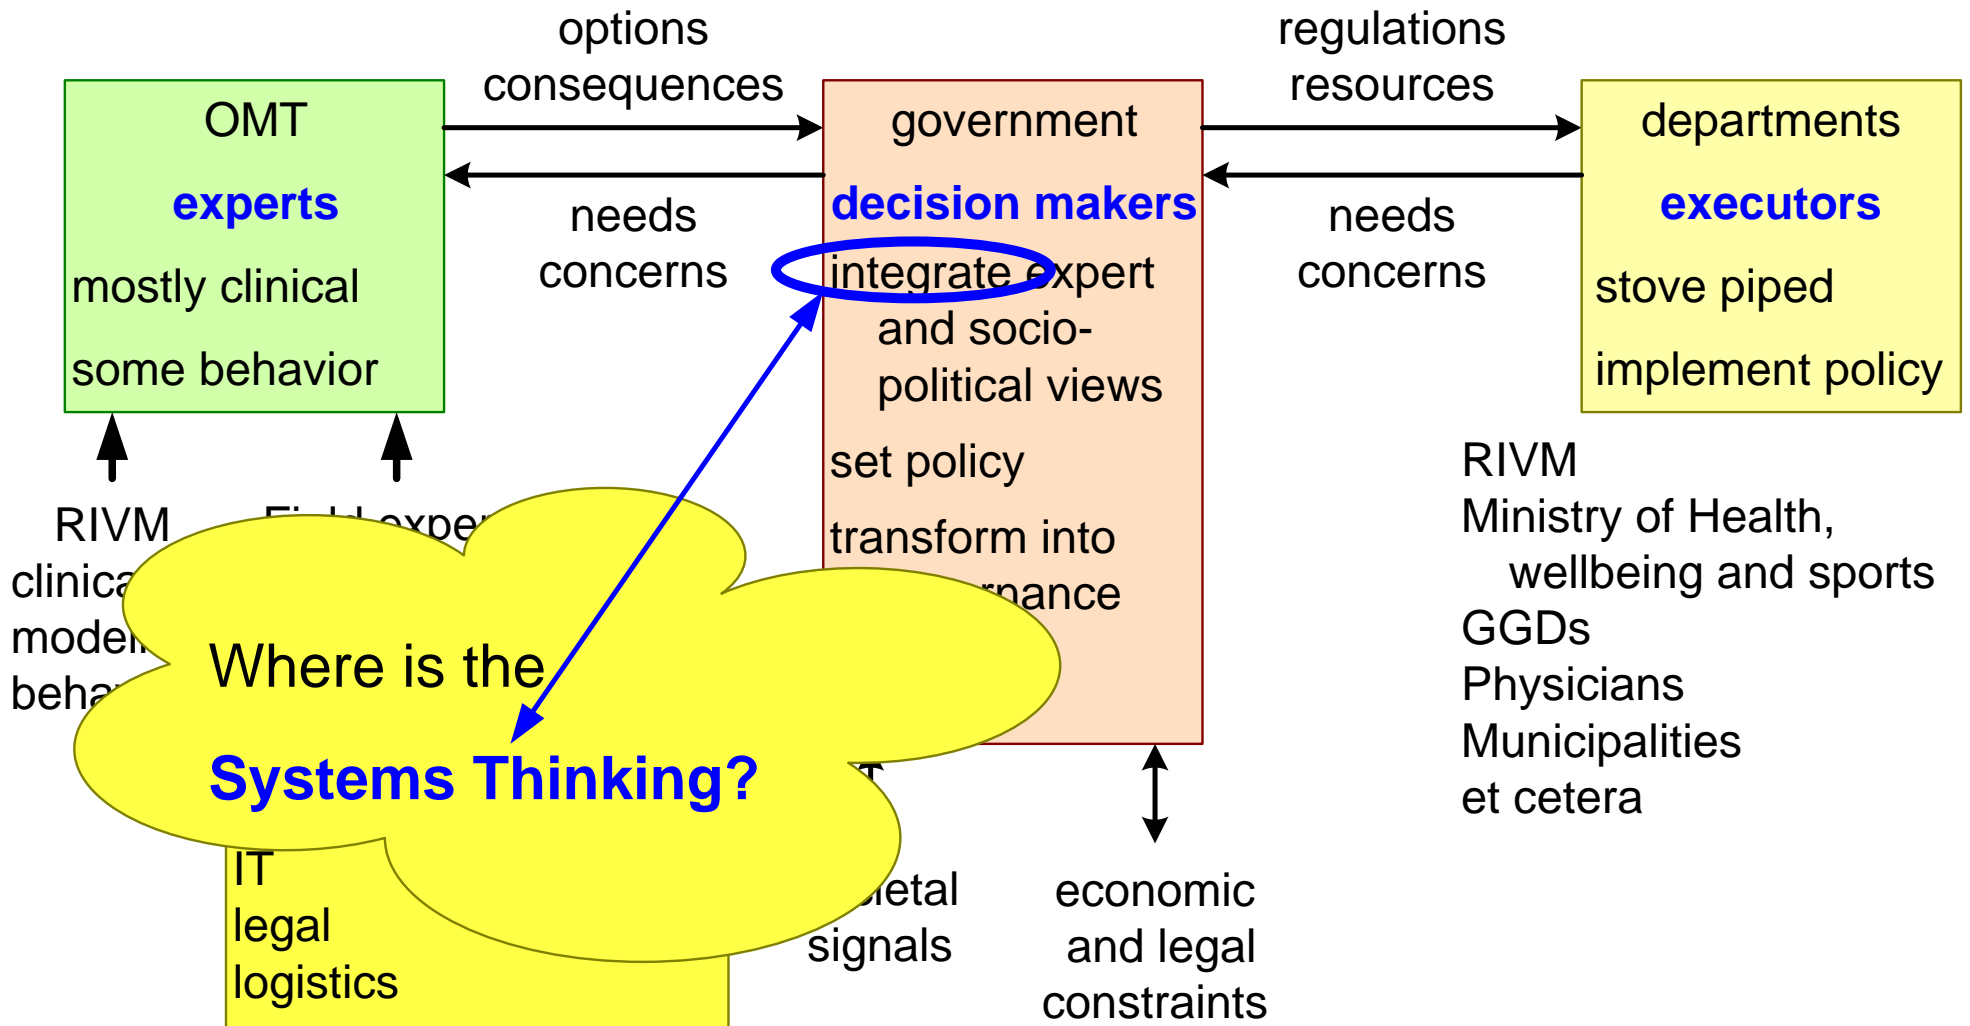 options
consequences
regulations
resources
OMT
experts
mostly clinical
some behavior
needs
concerns
government
decision makers
integrate expert
and socio-
political views
set policy
transform into
needs
concerns
departments
executors
stove piped
implement policy
RIVM
Field
RIVM
Ministry of Health,
wellbeing and sports
GGDs
Physicians
Municipalities
et cetera
Where is the
Systems Thinking?
IT
legal
logistics
signals
economic
and legal
constraints